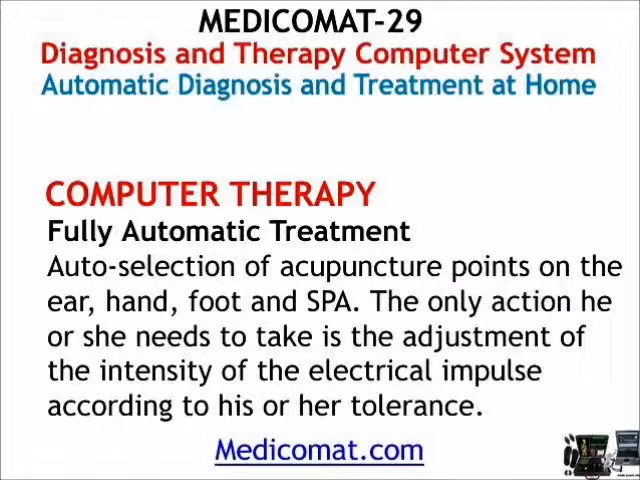 MEDICOMAT-29
Diagnosis and Therapy Computer System
Automatic Diagnosis and Treatment at Home
COMPUTER THERAPY
Fully Automatic Treatment
Auto-selection of acupuncture points on the
ear, hand, foot and SPA. The only action he
or she needs to take is the adjustment of
the intensity of the electrical impulse
according to his or her tolerance.
Medicomat.com